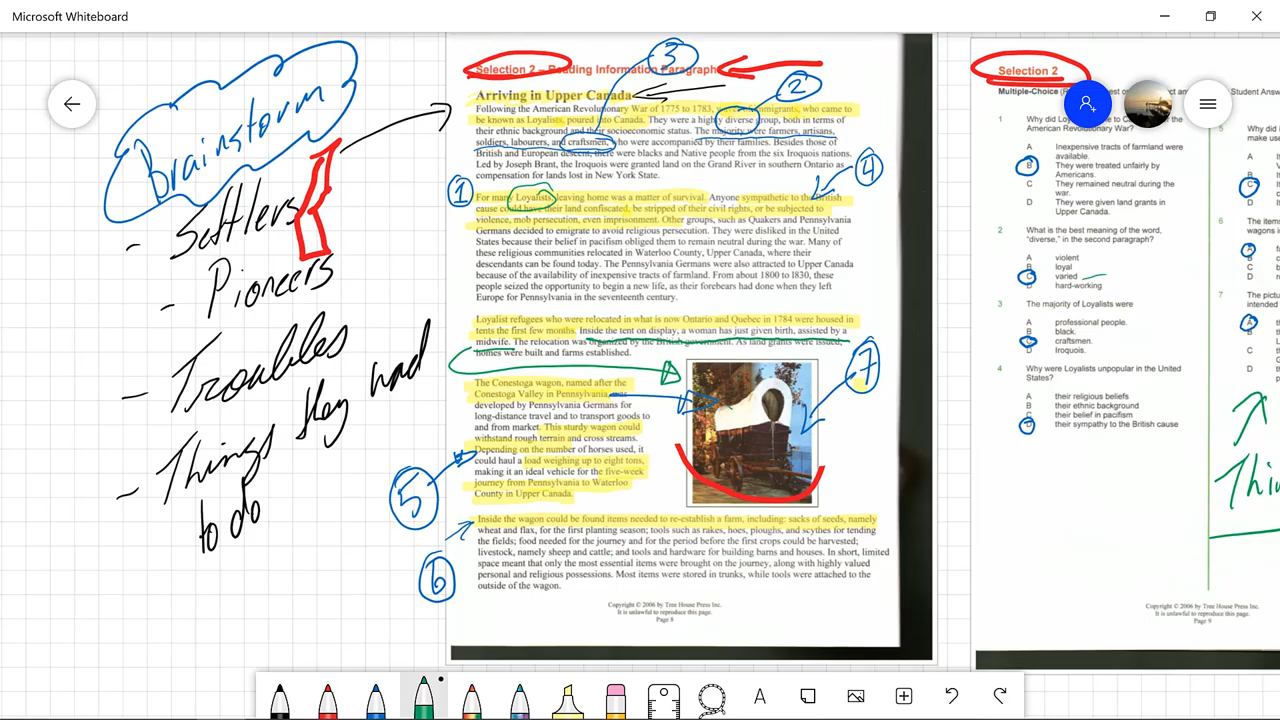 Microsoft Whiteboard
Brainstorm
- Settlers
- Pioneers
- Troubles
- Things they had
to do
Selection 2 – Reading Information Paragraph
3
2
Arriving in Upper Canada
Following the American Revolutionary War of 1775 to 1783, immigrants, who came to
be known as Loyalists, poured into Canada. They were a highly diverse group, both in terms of
their ethnic background and their socioeconomic status. The majority were farmers, artisans,
soldiers, labourers, and craftsmen, who were accompanied by their families. Besides those of
British and European descent, there were blacks and Native people from the six Iroquois nations.
Led by Joseph Brant, the Iroquois were granted land on the Grand River in southern Ontario as
compensation for lands lost in New York State.
4
1
For many Loyalists, leaving home was a matter of survival. Anyone sympathetic to the British
cause could have their land confiscated, be stripped of their civil rights, or be subjected to
violence, mob persecution, even imprisonment. Other groups, such as Quakers and Pennsylvania
Germans decided to emigrate to avoid religious persecution. They were disliked in the United
States because their belief in pacifism obliged them to remain neutral during the war. Many of
these religious communities relocated in Waterloo County, Upper Canada, where their
descendants can be found today. The Pennsylvania Germans were also attracted to Upper Canada
because of the availability of inexpensive tracts of farmland. From about 1800 to 1830, these
people seized the opportunity to begin a new life, as their forebears had done when they left
Europe for Pennsylvania in the seventeenth century.
Loyalist refugees who were relocated in what is now Ontario and Quebec in 1784 were housed in
tents the first few months. Inside the tent on display, a woman has just given birth, assisted by a
midwife. The relocation was organized by the British government. As land grants were issued,
homes were built and farms established.
7
The Conestoga wagon, named after the
Conestoga Valley in Pennsylvania, was
developed by Pennsylvania Germans for
long-distance travel and to transport goods
and from market. This sturdy wagon could
withstand rough terrain and cross streams.
Depending on the number of horses used, it
could haul a load weighing up to eight tons,
making it an ideal vehicle for the five-week
journey from Pennsylvania to Waterloo
County in Upper Canada.
5
6
Inside the wagon could be found items needed to re-establish a farm, including: sacks of seeds, namely
wheat and flax, for the first planting season; tools such as rakes, hoes, ploughs, and scythes for tending
the fields; food needed for the journey and for the period before the first crops could be harvested;
livestock, namely sheep and cattle; and tools and hardware for building barns and houses. In short, limited
space meant that only the most essential items were brought on the journey, along with highly valued
personal and religious possessions. Most items were stored in trunks, while tools were attached to the
outside of the wagon.
Copyright © 2006 by Tree House Press Inc.
It is unlawful to reproduce this page.
Page 8
Selection 2
Multiple-Choice
Student Answer
1 Why did
American Revolutionary War?
A Inexpensive tracts of farmland were
available.
B They were treated unfairly by
Americans.
C They remained neutral during the
war.
D They were given land grants in
Upper Canada.
2 What is the best meaning of the word,
"diverse," in the second paragraph?
A violent
B loyal
C varied
D hard-working
3 The majority of Loyalists were
A professional people.
B black.
C craftsmen.
D Iroquois.
4 Why were Loyalists unpopular in the United
States?
A their religious beliefs
B their ethnic background
C their belief in pacifism
D their sympathy to the British cause
5 Why did
A
B
C
D
6 The items
wagons i
A
B
C
D
7 The pictu
intended
A
B
C
D
Thi
Copyright © 2006 by Tree
It is unlawful to reproduce
Page 9
A